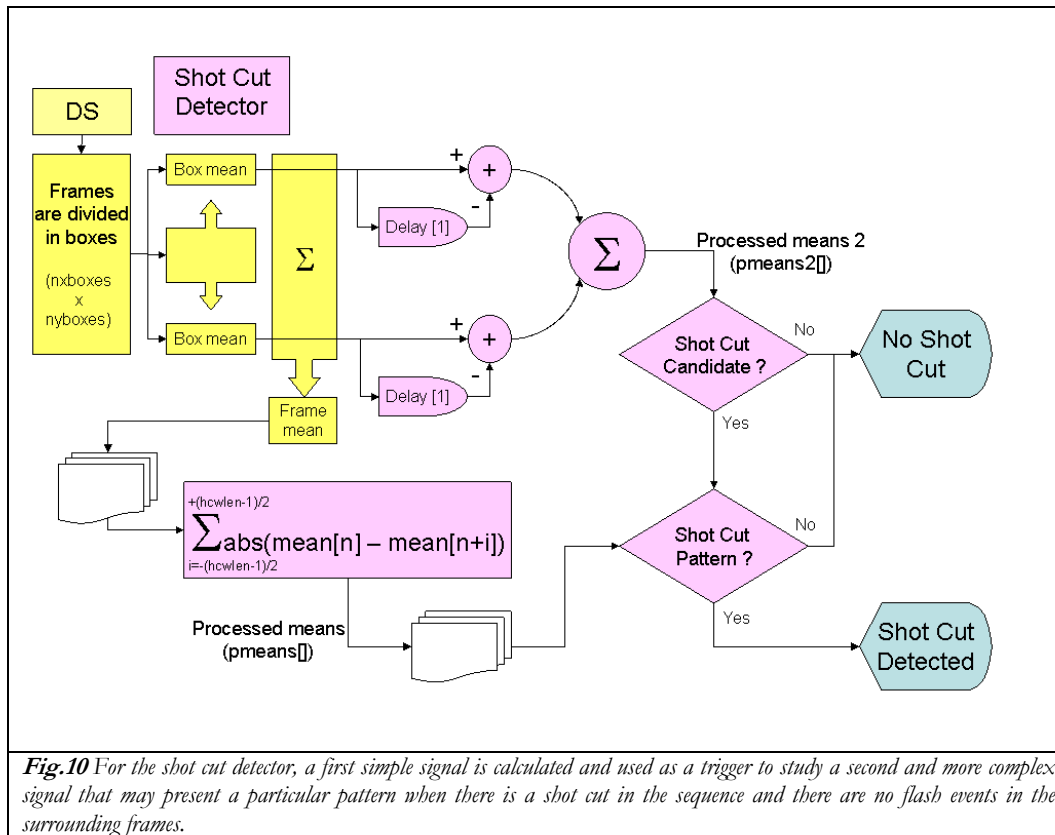 Shot Cut
Detector
DS
Frames
are divided
in boxes
(nxboxes
x
nyboxes)
Box mean
Box mean
Σ
Frame
mean
+
-
+
Delay [1]
+
-
+
Delay [1]
Σ
Processed means 2
(pmeans2[])
Shot Cut
Candidate ?
No
Yes
No Shot
Cut
+(hcwlen-1)/2
∑abs(mean[n] – mean[n+i])
i=-(hcwlen-1)/2
Processed means
(pmeans[])
Shot Cut
Pattern ?
No
Yes
Shot Cut
Detected
Fig.10 For the shot cut detector, a first simple signal is calculated and used as a trigger to study a second and more complex
signal that may present a particular pattern when there is a shot cut in the sequence and there are no flash events in the
surrounding frames.